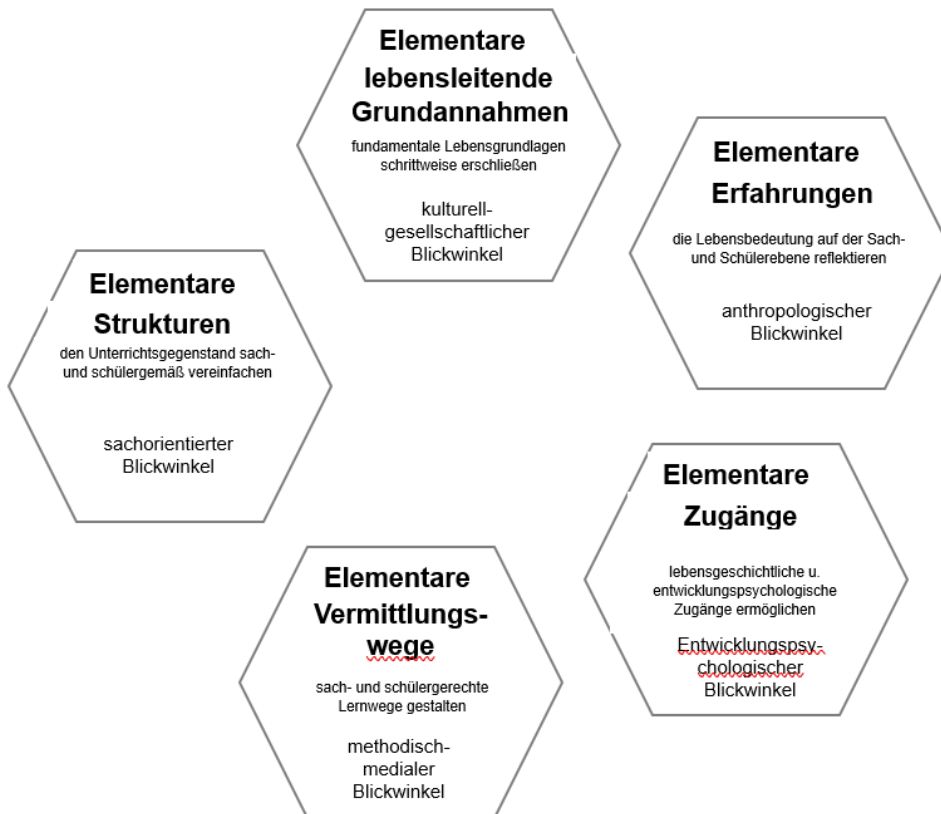 Elementare
lebensleitende
Grundannahmen
fundamentale Lebensgrundlagen
schrittweise erschließen
kulturell-
gesellschaftlicher
Blickwinkel
Elementare
Erfahrungen
die Lebensbedeutung auf der Sach-
und Schülerebene reflektieren
anthropologischer
Blickwinkel
Elementare
Strukturen
den Unterrichtsgegenstand sach-
und schülergemäß vereinfachen
sachorientierter
Blickwinkel
Elementare
Zugänge
lebensgeschichtliche u.
entwicklungspsychologische
Zugänge ermöglichen
Entwicklungspsy-
chologischer
Blickwinkel
Elementare
Vermittlungs-
wege
sach- und schülergerechte
Lernwege gestalten
methodisch-
medialer
Blickwinkel